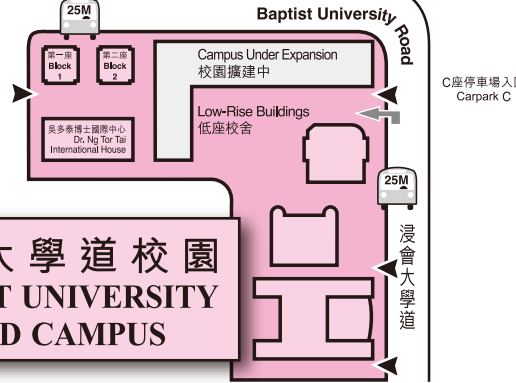 25M
Baptist University Road
第一座
Block
1
第二座
Block
2
Campus Under Expansion
校園擴建中
C座停車場入
Carpark C
Low-Rise Buildings
低座校舍
吳多泰博士國際中心
Dr. Ng Tor Tai
International House
25M
浸會大學道
大學道校園
T UNIVERSITY
D CAMPUS